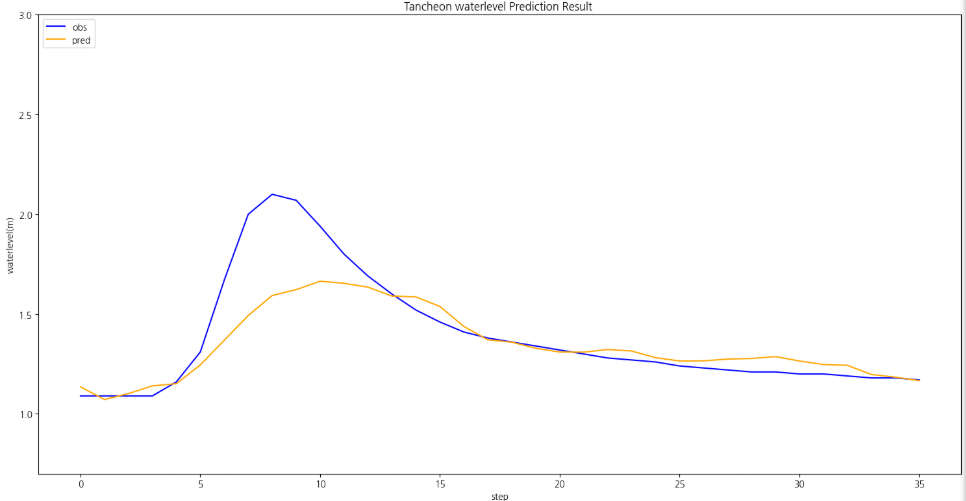 Tancheon waterlevel Prediction Result
obs
pred
3.0
2.5
2.0
1.5
1.0
waterlevel(m)
0 5 10 15 20 25 30 35
step